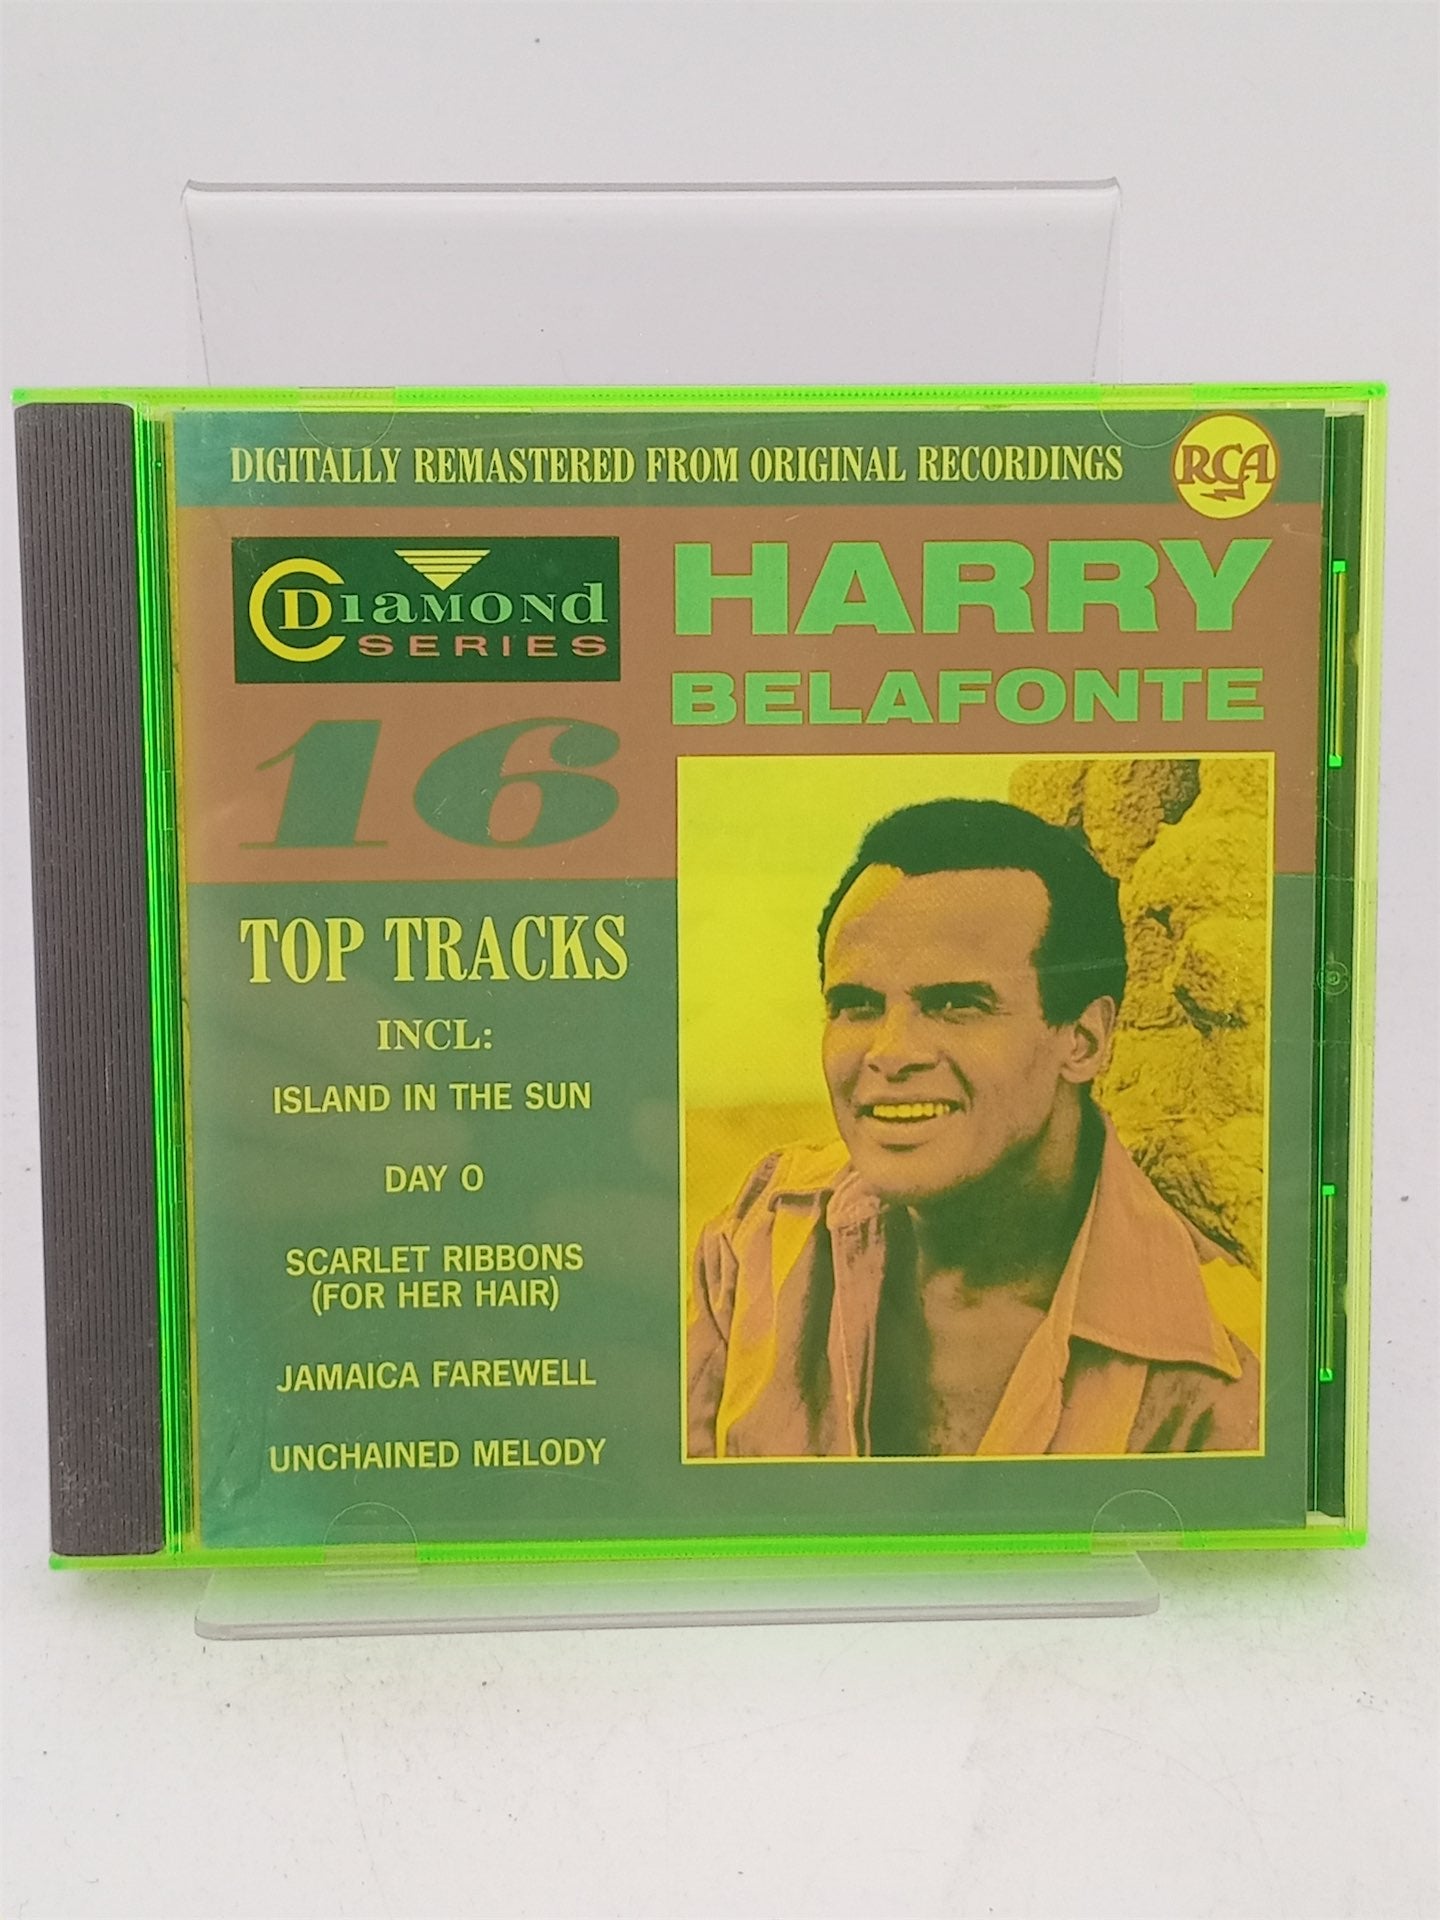 DIGITALLY REMASTERED FROM ORIGINAL RECORDINGS
RCA
DIAMOND
SERIES
HARRY
BELAFONTE
16
TOP TRACKS
INCL:
ISLAND IN THE SUN
DAY O
SCARLET RIBBONS
(FOR HER HAIR)
JAMAICA FAREWELL
UNCHAINED MELODY